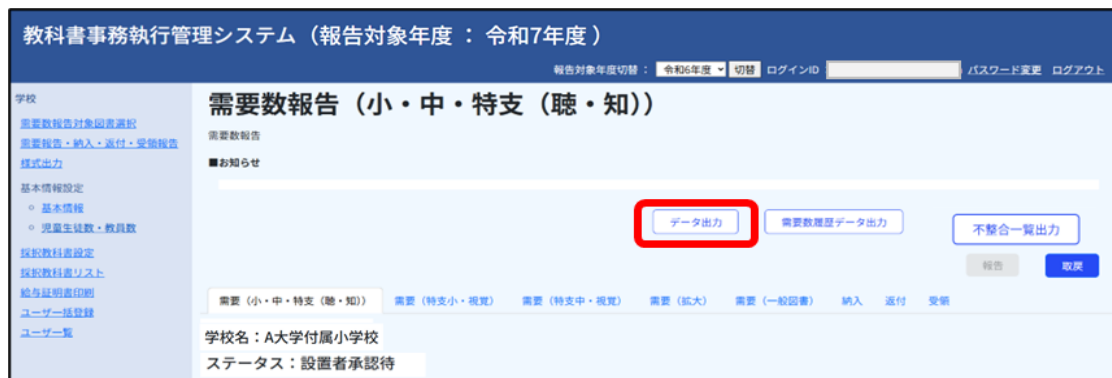 教科書事務執行管理システム（報告対象年度 ： 令和7年度 ）
報告対象年度切替： 令和6年度 切替 ログインID パスワード変更 ログアウト
学校
需要数報告対象図書選択
需要報告・納入・返付・受領報告
様式出力
基本情報設定
基本情報
児童生徒数・教員数
採択教科書設定
採択教科書リスト
給与証明書印刷
ユーザー一括登録
ユーザ一覧
需要数報告（小・中・特支（聴・知））
需要数報告
■お知らせ
データ出力 需要数履歴データ出力 不整合一覧出力
報告 取戻
需要（小・中・特支（聴・知）） 需要（特支小・視覚） 需要（特支中・視覚） 需要（拡大） 需要（一般図書） 納入 返付 受領
学校名：A大学付属小学校
ステータス：設置者承認待